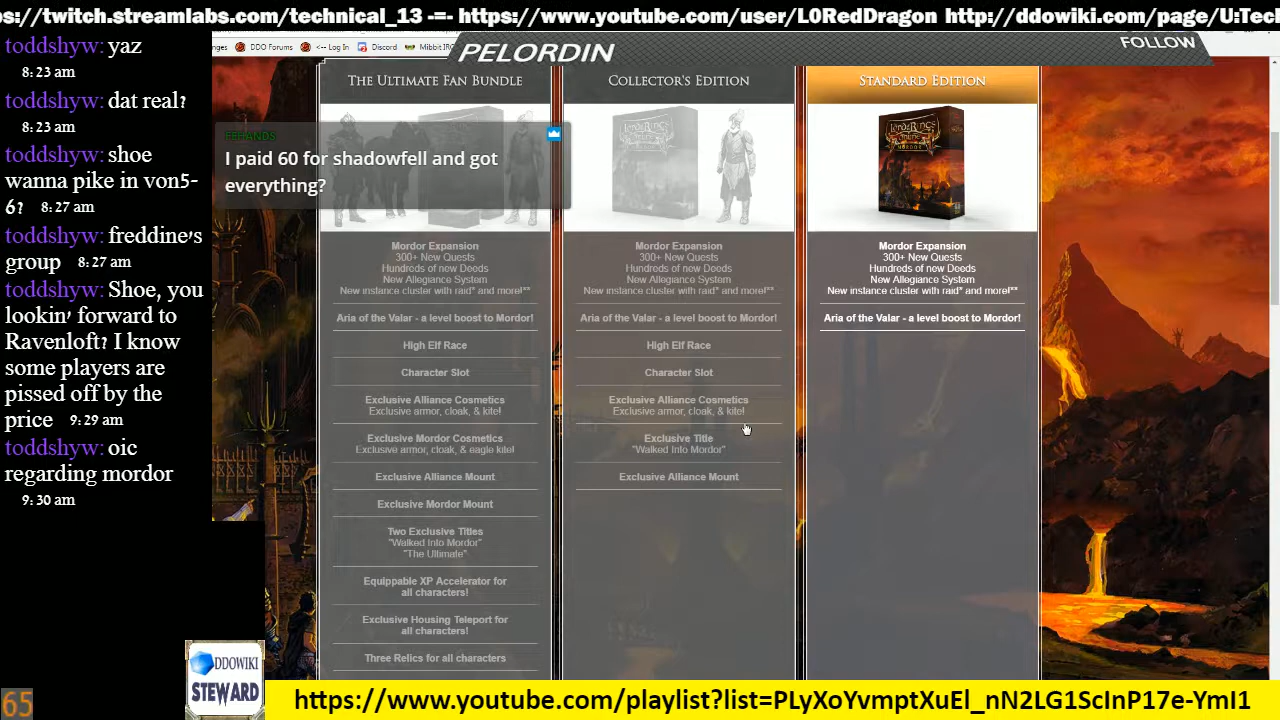 s://twitch.streamlabs.com/technical_13 -=- https://www.youtube.com/user/L0RedDragon http://ddowiki.com/page/U:Tec
toddshyw: yaz
8:23 am
toddshyw: dat real?
8:23 am
toddshyw: shoe
wanna pike in von5-
6? 8:27 am
toddshyw: freddine's
group 8:27 am
toddshyw: Shoe, you
lookin' forward to
Ravenloft? I know
some players are
pissed off by the
price 9:29 am
toddshyw: oic
regarding mordor
9:30 am
nges DDO Forums <-- Log In Discord Mibbit IR
PELORDIN
FOLLOW
THE ULTIMATE FAN BUNDLE
I paid 60 for shadowfell and got
everything?
Mordor Expansion
300+ New Quests
Hundreds of new Deeds
New Allegiance System
New instance cluster with raid* and more!**
Aria of the Valar - a level boost to Mordor!
High Elf Race
Character Slot
Exclusive Alliance Cosmetics
Exclusive armor, cloak, & kite!
Exclusive Mordor Cosmetics
Exclusive armor, cloak, & eagle kite!
Exclusive Alliance Mount
Exclusive Mordor Mount
Two Exclusive Titles
"Walked Into Mordor"
"The Ultimate"
Equippable XP Accelerator for
all characters!
Exclusive Housing Teleport for
all characters!
Three Relics for all characters
COLLECTOR'S EDITION
Mordor Expansion
300+ New Quests
Hundreds of new Deeds
New Allegiance System
New instance cluster with raid* and more!**
Aria of the Valar - a level boost to Mordor!
High Elf Race
Character Slot
Exclusive Alliance Cosmetics
Exclusive armor, cloak, & kite!
Exclusive Title
"Walked Into Mordor"
Exclusive Alliance Mount
STANDARD EDITION
Mordor Expansion
300+ New Quests
Hundreds of new Deeds
New Allegiance System
New instance cluster with raid* and more!**
Aria of the Valar - a level boost to Mordor!
65
DDOWIKI
STEWARD
https://www.youtube.com/playlist?list=PLyXoYvmptXuEl_nN2LG1ScInP17e-YmI1